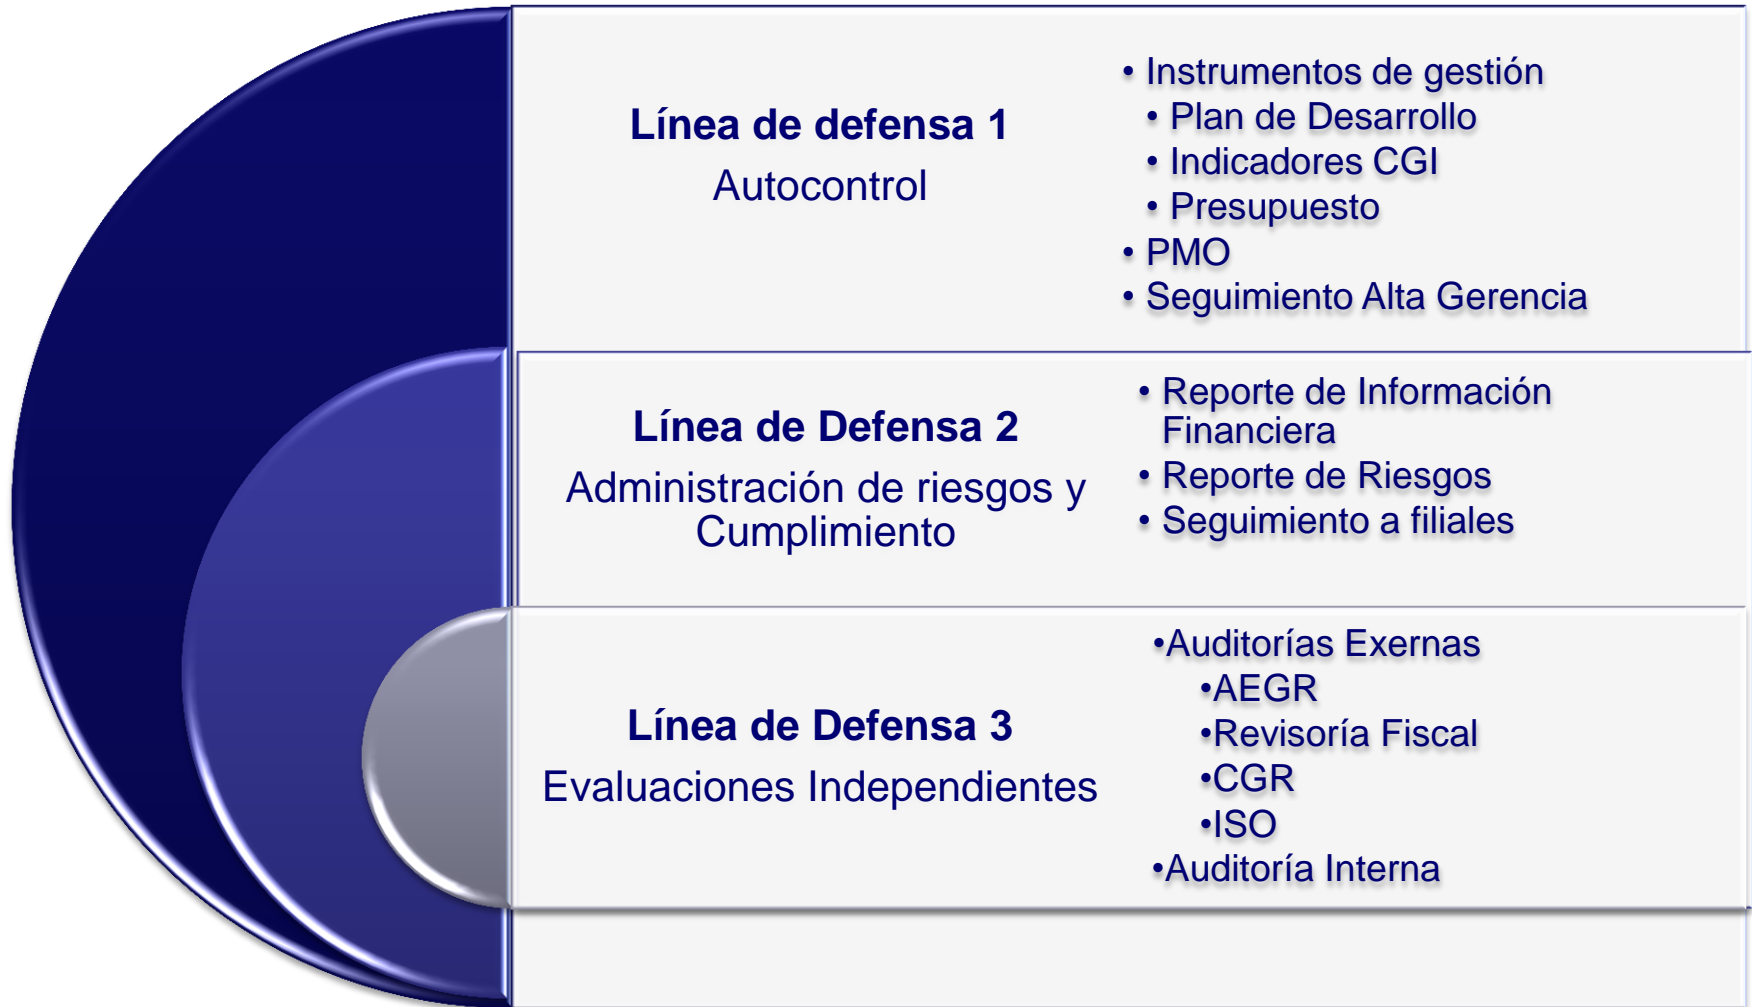 Línea de defensa 1
Autocontrol
• Instrumentos de gestión
• Plan de Desarrollo
• Indicadores CGI
• Presupuesto
• PMO
• Seguimiento Alta Gerencia
Línea de Defensa 2
Administración de riesgos y
Cumplimiento
• Reporte de Información
Financiera
• Reporte de Riesgos
• Seguimiento a filiales
Línea de Defensa 3
Evaluaciones Independientes
•Auditorías Exernas
•AEGR
•Revisoría Fiscal
•CGR
•ISO
•Auditoría Interna